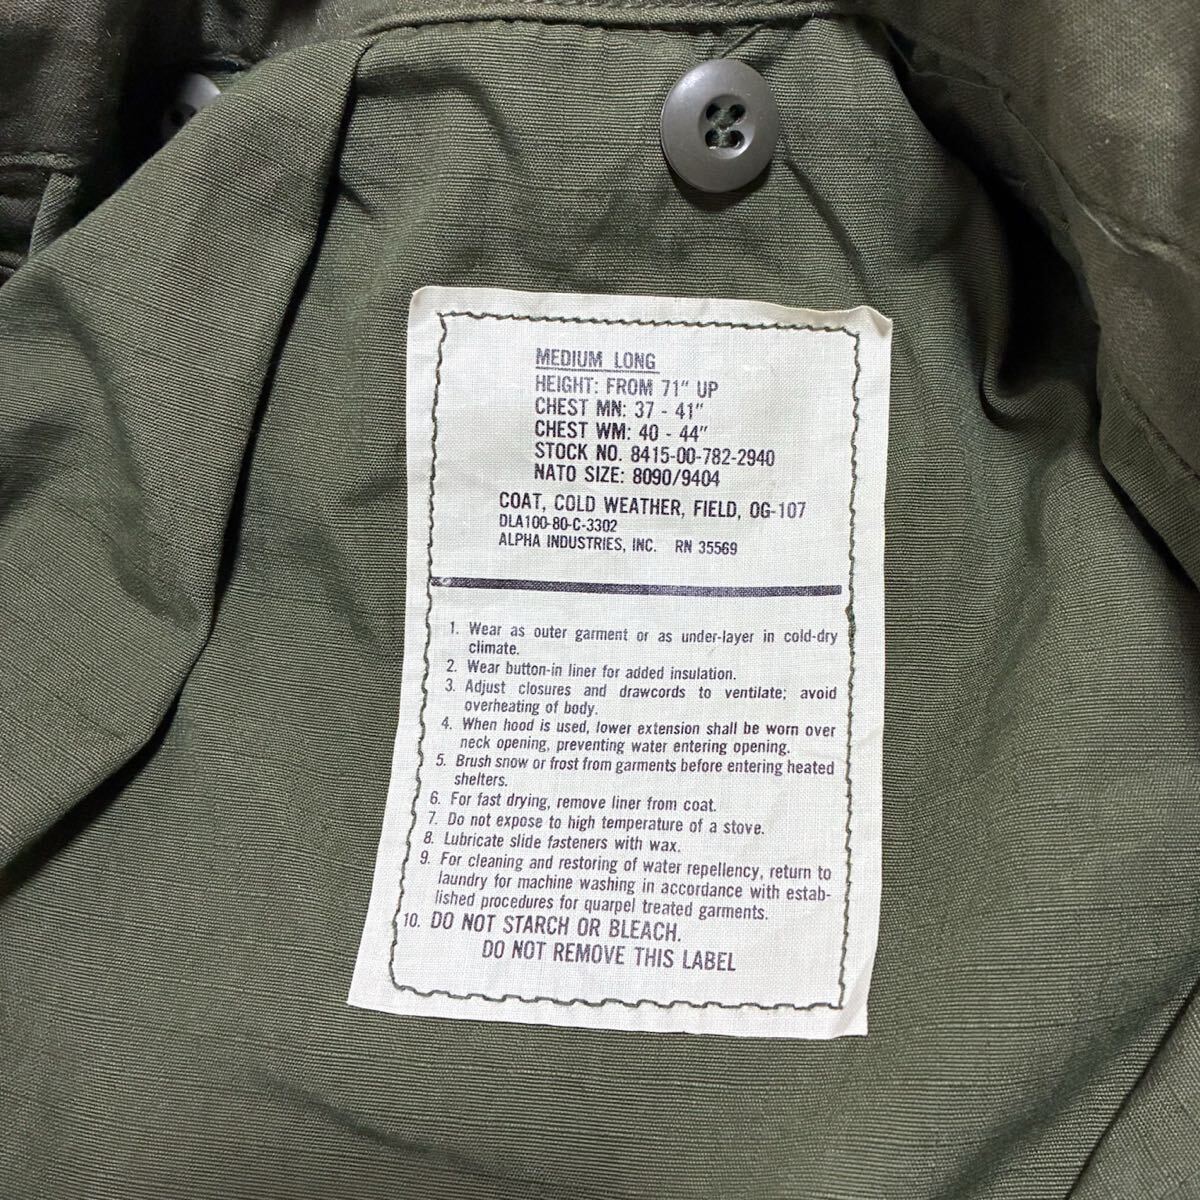 MEDIUM LONG
HEIGHT: FROM 71" UP
CHEST MN: 37 - 41"
CHEST WM: 40 - 44"
STOCK NO. 8415-00-782-2940
NATO SIZE: 8090/9404
COAT, COLD WEATHER, FIELD, OG-107
DLA100-80-C-3302
ALPHA INDUSTRIES, INC. RN 35569
1. Wear as outer garment or as under-layer in cold-dry
climate.
2. Wear button-in liner for added insulation.
3. Adjust closures and drawcords to ventilate; avoid
overheating of body.
4. When hood is used, lower extension shall be worn over
neck opening, preventing water entering opening.
5. Brush snow or frost from garments before entering heated
shelters.
6. For fast drying, remove liner from coat.
7. Do not expose to high temperature of a stove.
8. Lubricate slide fasteners with wax.
9. For cleaning and restoring of water repellency, return to
laundry for machine washing in accordance with estab-
lished procedures for quarpel treated garments.
10. DO NOT STARCH OR BLEACH.
DO NOT REMOVE THIS LABEL